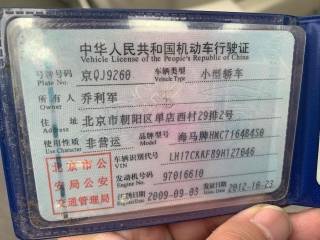 中华人民共和国机动车行驶证
Vehicle License of the People's Republic of China
号牌号码 京QJ9Z60 车辆类型 小型轿车
Plate No. Vehicle Type
所有人 乔利军
Owner
住址 北京市朝阳区单店西村29排2号
Address
使用性质 非营运 品牌型号 海马牌HMC7164B4S0
Use Character Model
北京市公
安局公安
交通管理局
车辆识别代号 LH17CKAF89H127046
VIN
发动机号码 97016610
Engine No.
注册日期 2009-09-03 发证日期 2012-10-23